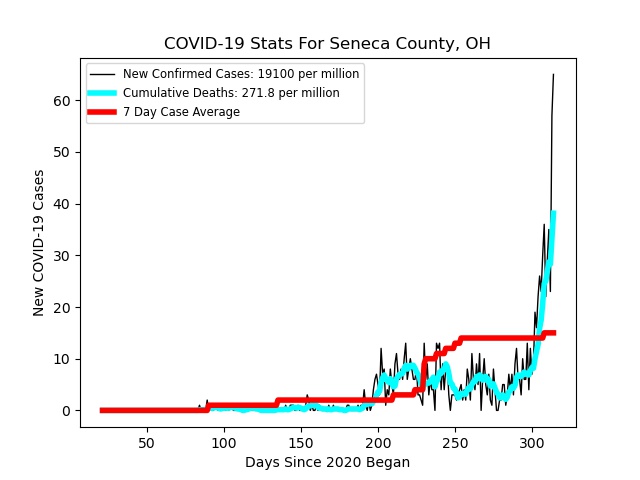 COVID-19 Stats For Seneca County, OH
New Confirmed Cases: 19100 per million
Cumulative Deaths: 271.8 per million
7 Day Case Average
New COVID-19 Cases
60
50
40
30
20
10
0
50 100 150 200 250 300
Days Since 2020 Began